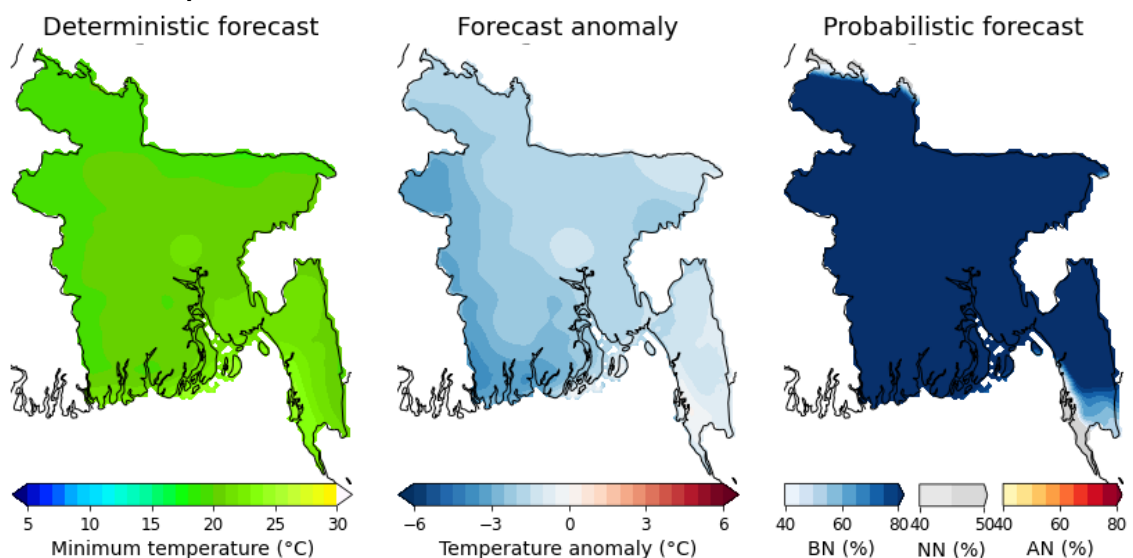 Deterministic forecast
Forecast anomaly
Probabilistic forecast
5 10 15 20 25 30
Minimum temperature (°C)
−6 −3 0 3 6
Temperature anomaly (°C)
40 60 80
BN (%)
40 50
NN (%)
40 60 80
AN (%)